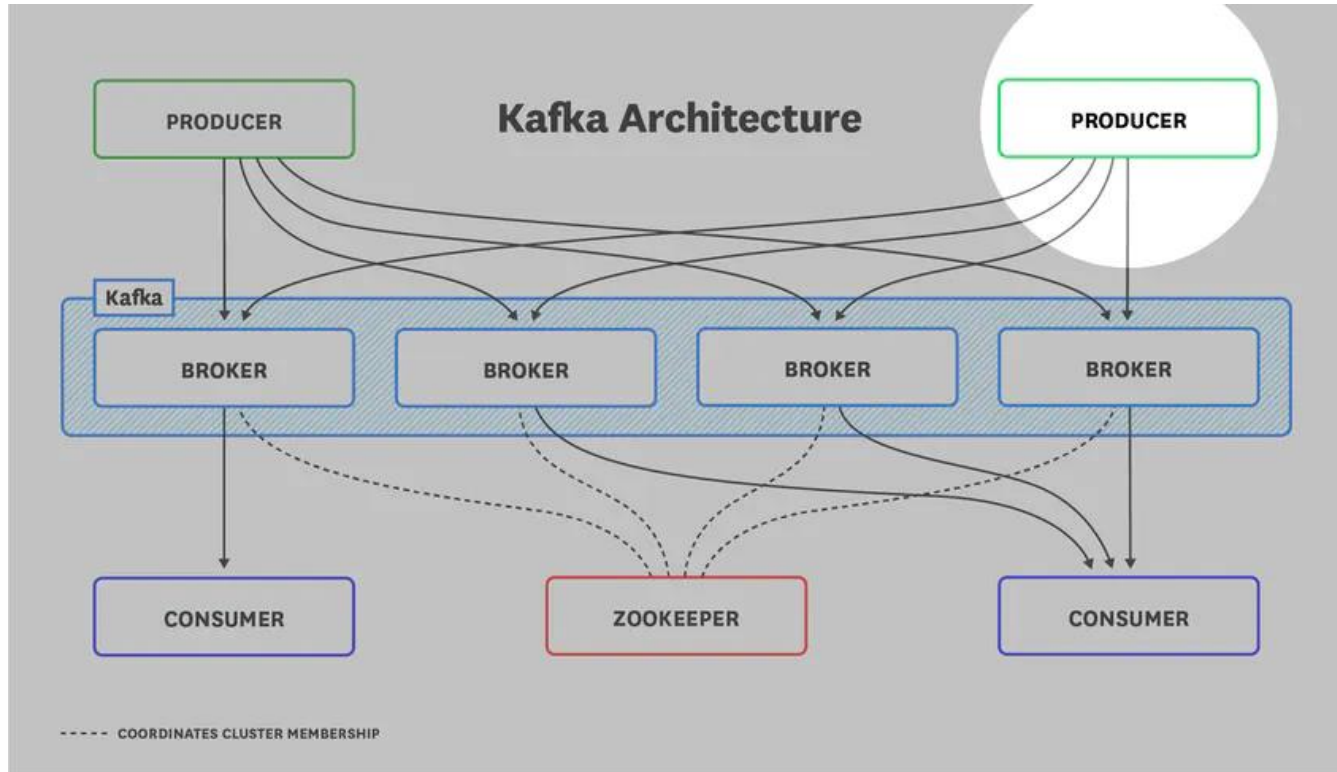 PRODUCER
Kafka Architecture
PRODUCER
Kafka
BROKER
BROKER
BROKER
BROKER
CONSUMER
ZOOKEEPER
CONSUMER
COORDINATES CLUSTER MEMBERSHIP